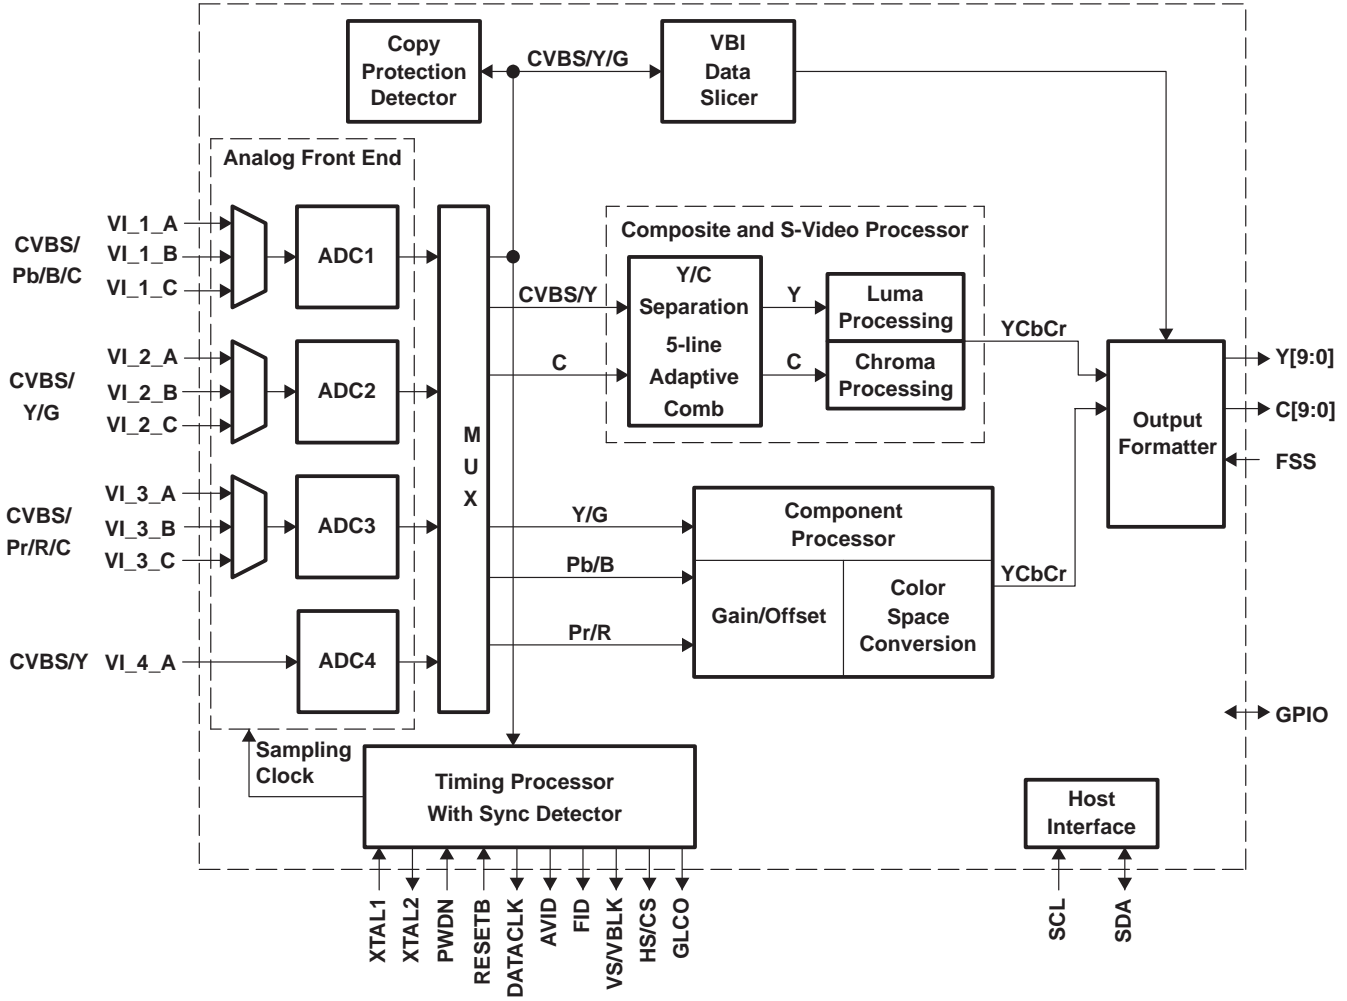 Copy
Protection
Detector
CVBS/Y/G
VBI
Data
Slicer
Analog Front End
CVBS/
Pb/B/C
VI_1_A
VI_1_B
VI_1_C
ADC1
CVBS/
Y/G
VI_2_A
VI_2_B
VI_2_C
ADC2
CVBS/
Pr/R/C
VI_3_A
VI_3_B
VI_3_C
ADC3
CVBS/Y
VI_4_A
ADC4
M
U
X
Composite and S-Video Processor
CVBS/Y
C
Y/C
Separation
5-line
Adaptive
Comb
Y
C
Luma
Processing
Chroma
Processing
YCbCr
Y/G
Pb/B
Pr/R
Component
Processor
Gain/Offset
Color
Space
Conversion
YCbCr
Output
Formatter
Y[9:0]
C[9:0]
FSS
GPIO
Sampling
Clock
Timing Processor
With Sync Detector
Host
Interface
XTAL1
XTAL2
PWDN
RESETB
DATACLK
AVID
FID
VS/VBLK
HS/CS
GLCO
SCL
SDA